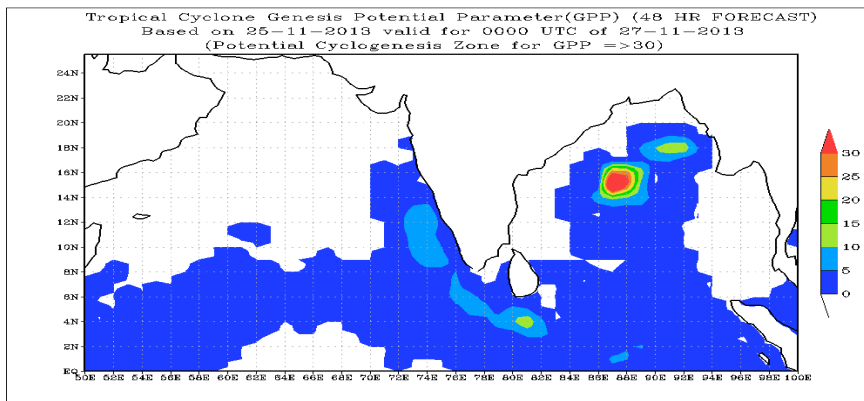 Tropical Cyclone Genesis Potential Parameter(GPP) (48 HR FORECAST)
Based on 25-11-2013 valid for 0000 UTC of 27-11-2013
(Potential Cyclogenesis Zone for GPP =>30)
24N
22N
20N
18N
16N
14N
12N
10N
8N
6N
4N
2N
EQ
50E 52E 54E 56E 58E 60E 62E 64E 66E 68E 70E 72E 74E 76E 78E 80E 82E 84E 86E 88E 90E 92E 94E 96E 98E 100E
30
25
20
15
10
5
0